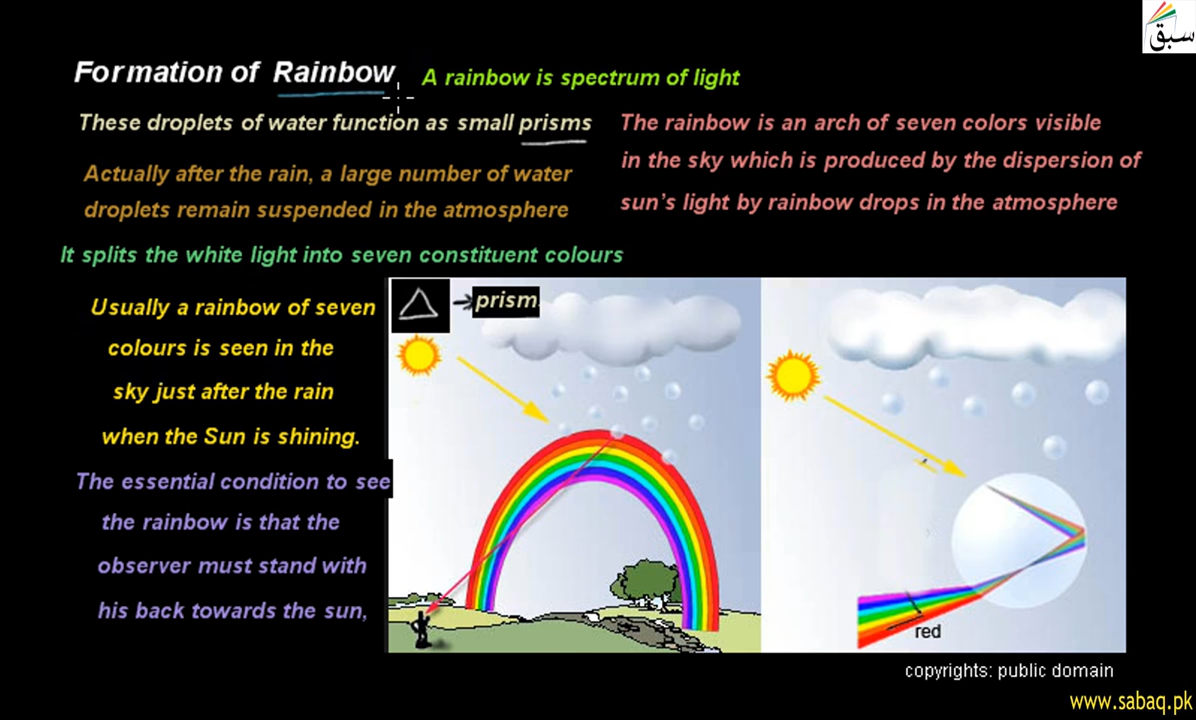 سبق
Formation of Rainbow
A rainbow is spectrum of light
These droplets of water function as small prisms
The rainbow is an arch of seven colors visible
in the sky which is produced by the dispersion of
sun's light by rainbow drops in the atmosphere
Actually after the rain, a large number of water
droplets remain suspended in the atmosphere
It splits the white light into seven constituent colours
Usually a rainbow of seven
colours is seen in the
sky just after the rain
when the Sun is shining.
The essential condition to see
the rainbow is that the
observer must stand with
his back towards the sun,
prism
red
copyrights: public domain
www.sabaq.pk